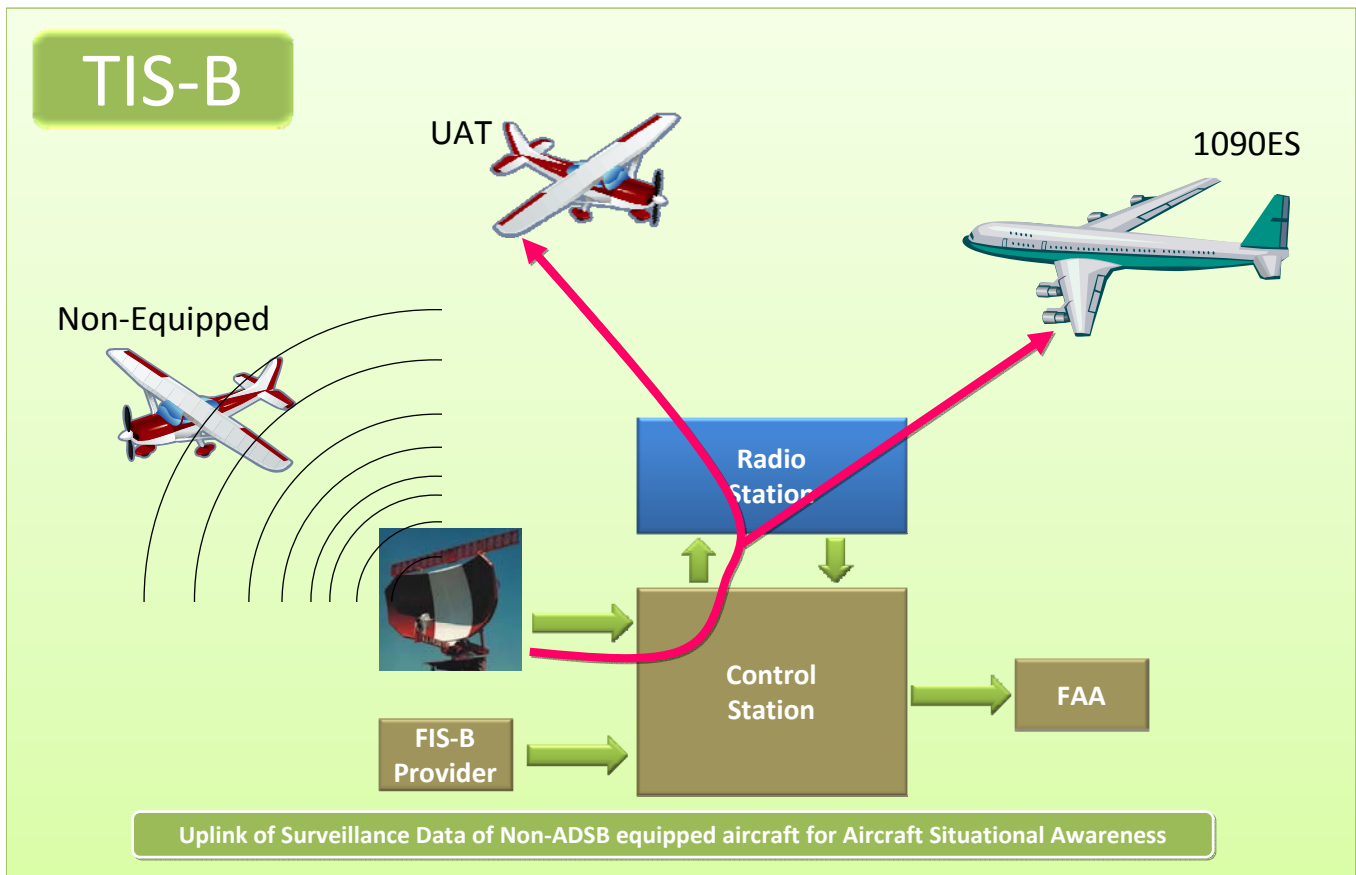 TIS-B
UAT
1090ES
Non-Equipped
Radio
Station
Control
Station
FAA
FIS-B
Provider
Uplink of Surveillance Data of Non-ADSB equipped aircraft for Aircraft Situational Awareness